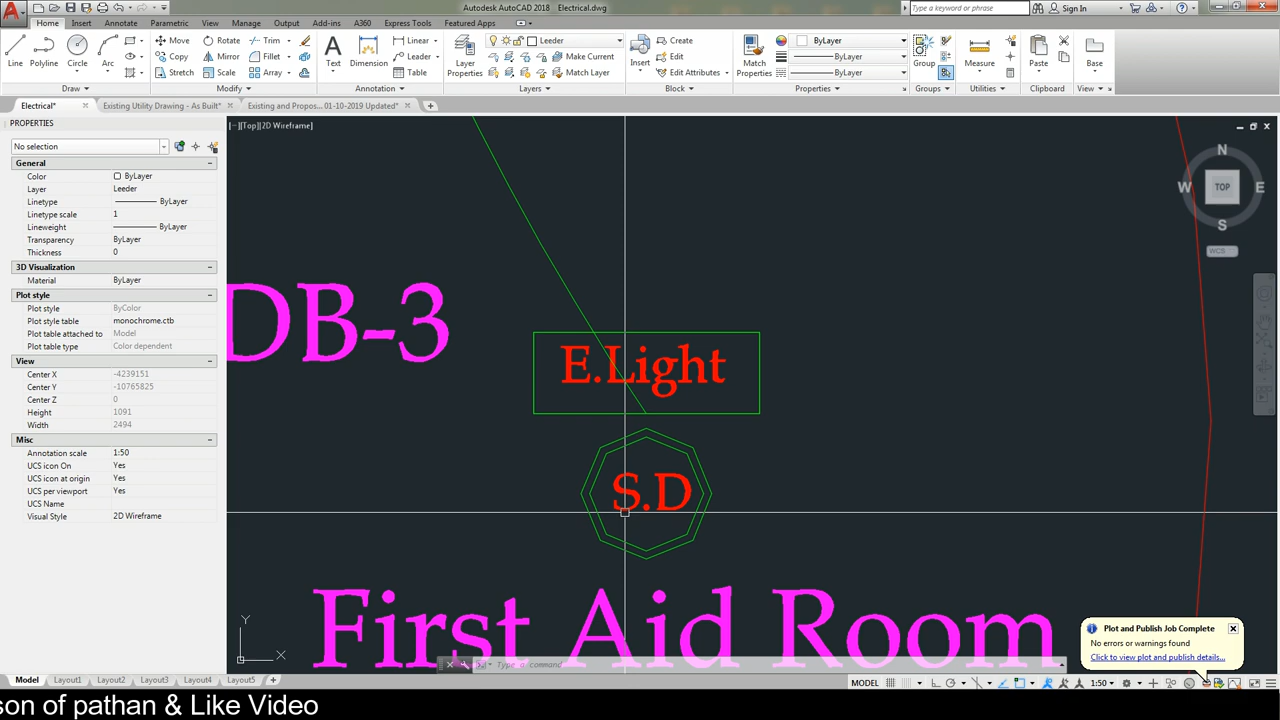 Autodesk AutoCAD 2018 - Electrical.dwg
Type a keyword or phrase
Sign In
Home Insert Annotate Parametric View Manage Output Add-ins A360 Express Tools Featured Apps
Line Polyline Circle Arc
Move Rotate Trim
Copy Mirror Fillet
Stretch Scale Array
Text Dimension
Linear
Leader
Table
Layer Properties
Leeder
Make Current
Match Layer
Insert
Create
Edit
Edit Attributes
Match Properties
ByLayer
ByLayer
ByLayer
Group Measure Paste Base
Draw Modify Annotation Layers Block Properties Groups Utilities Clipboard View
Electrical* Existing Utility Drawing - As Built* Existing and Propos... 01-10-2019 Updated*
PROPERTIES
No selection
General
Color ByLayer
Layer Leeder
Linetype ByLayer
Linetype scale 1
Lineweight ByLayer
Transparency ByLayer
Thickness 0
3D Visualization
Material ByLayer
Plot style
Plot style ByColor
Plot style table monochrome.ctb
Plot table attached to Model
Plot table type Color dependent
View
Center X -4239151
Center Y -10765825
Center Z 0
Height 1091
Width 2494
Misc
Annotation scale 1:50
UCS icon On Yes
UCS icon at origin Yes
UCS per viewport Yes
UCS Name
Visual Style 2D Wireframe
[-][Top][2D Wireframe]
N
W TOP E
S
WCS
DB-3
E.Light
S.D
First Aid Room
Y
X
Plot and Publish Job Complete
No errors or warnings found
Click to view plot and publish details...
Type a command
Model Layout1 Layout2 Layout3 Layout4 Layout5
MODEL 1:50
son of pathan & Like Video